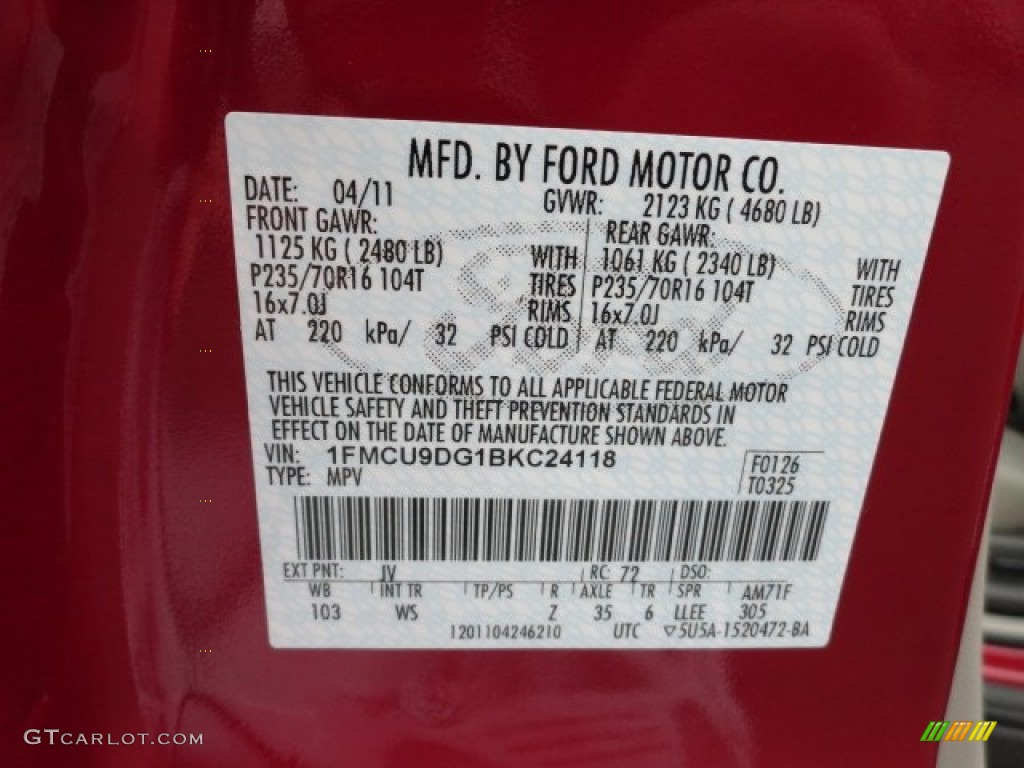 MFD. BY FORD MOTOR CO.
DATE: 04/11 GVWR: 2123 KG ( 4680 LB)
FRONT GAWR: REAR GAWR:
1125 KG ( 2480 LB) WITH 1061 KG ( 2340 LB) WITH
P235/70R16 104T TIRES P235/70R16 104T TIRES
16x7.0J RIMS 16x7.0J RIMS
AT 220 kPa/ 32 PSI COLD AT 220 kPa/ 32 PSI COLD
THIS VEHICLE CONFORMS TO ALL APPLICABLE FEDERAL MOTOR
VEHICLE SAFETY AND THEFT PREVENTION STANDARDS IN
EFFECT ON THE DATE OF MANUFACTURE SHOWN ABOVE.
VIN: 1FMCU9DG1BKC24118 F0126
TYPE: MPV T0325
EXT PNT: JV RC: 72 DSO:
WB INT TR TP/PS R AXLE TR SPR AM71F
103 WS Z 35 6 LLEE 305
1201104246210 UTC ▽5U5A-1520472-BA
GTCARLOT.COM